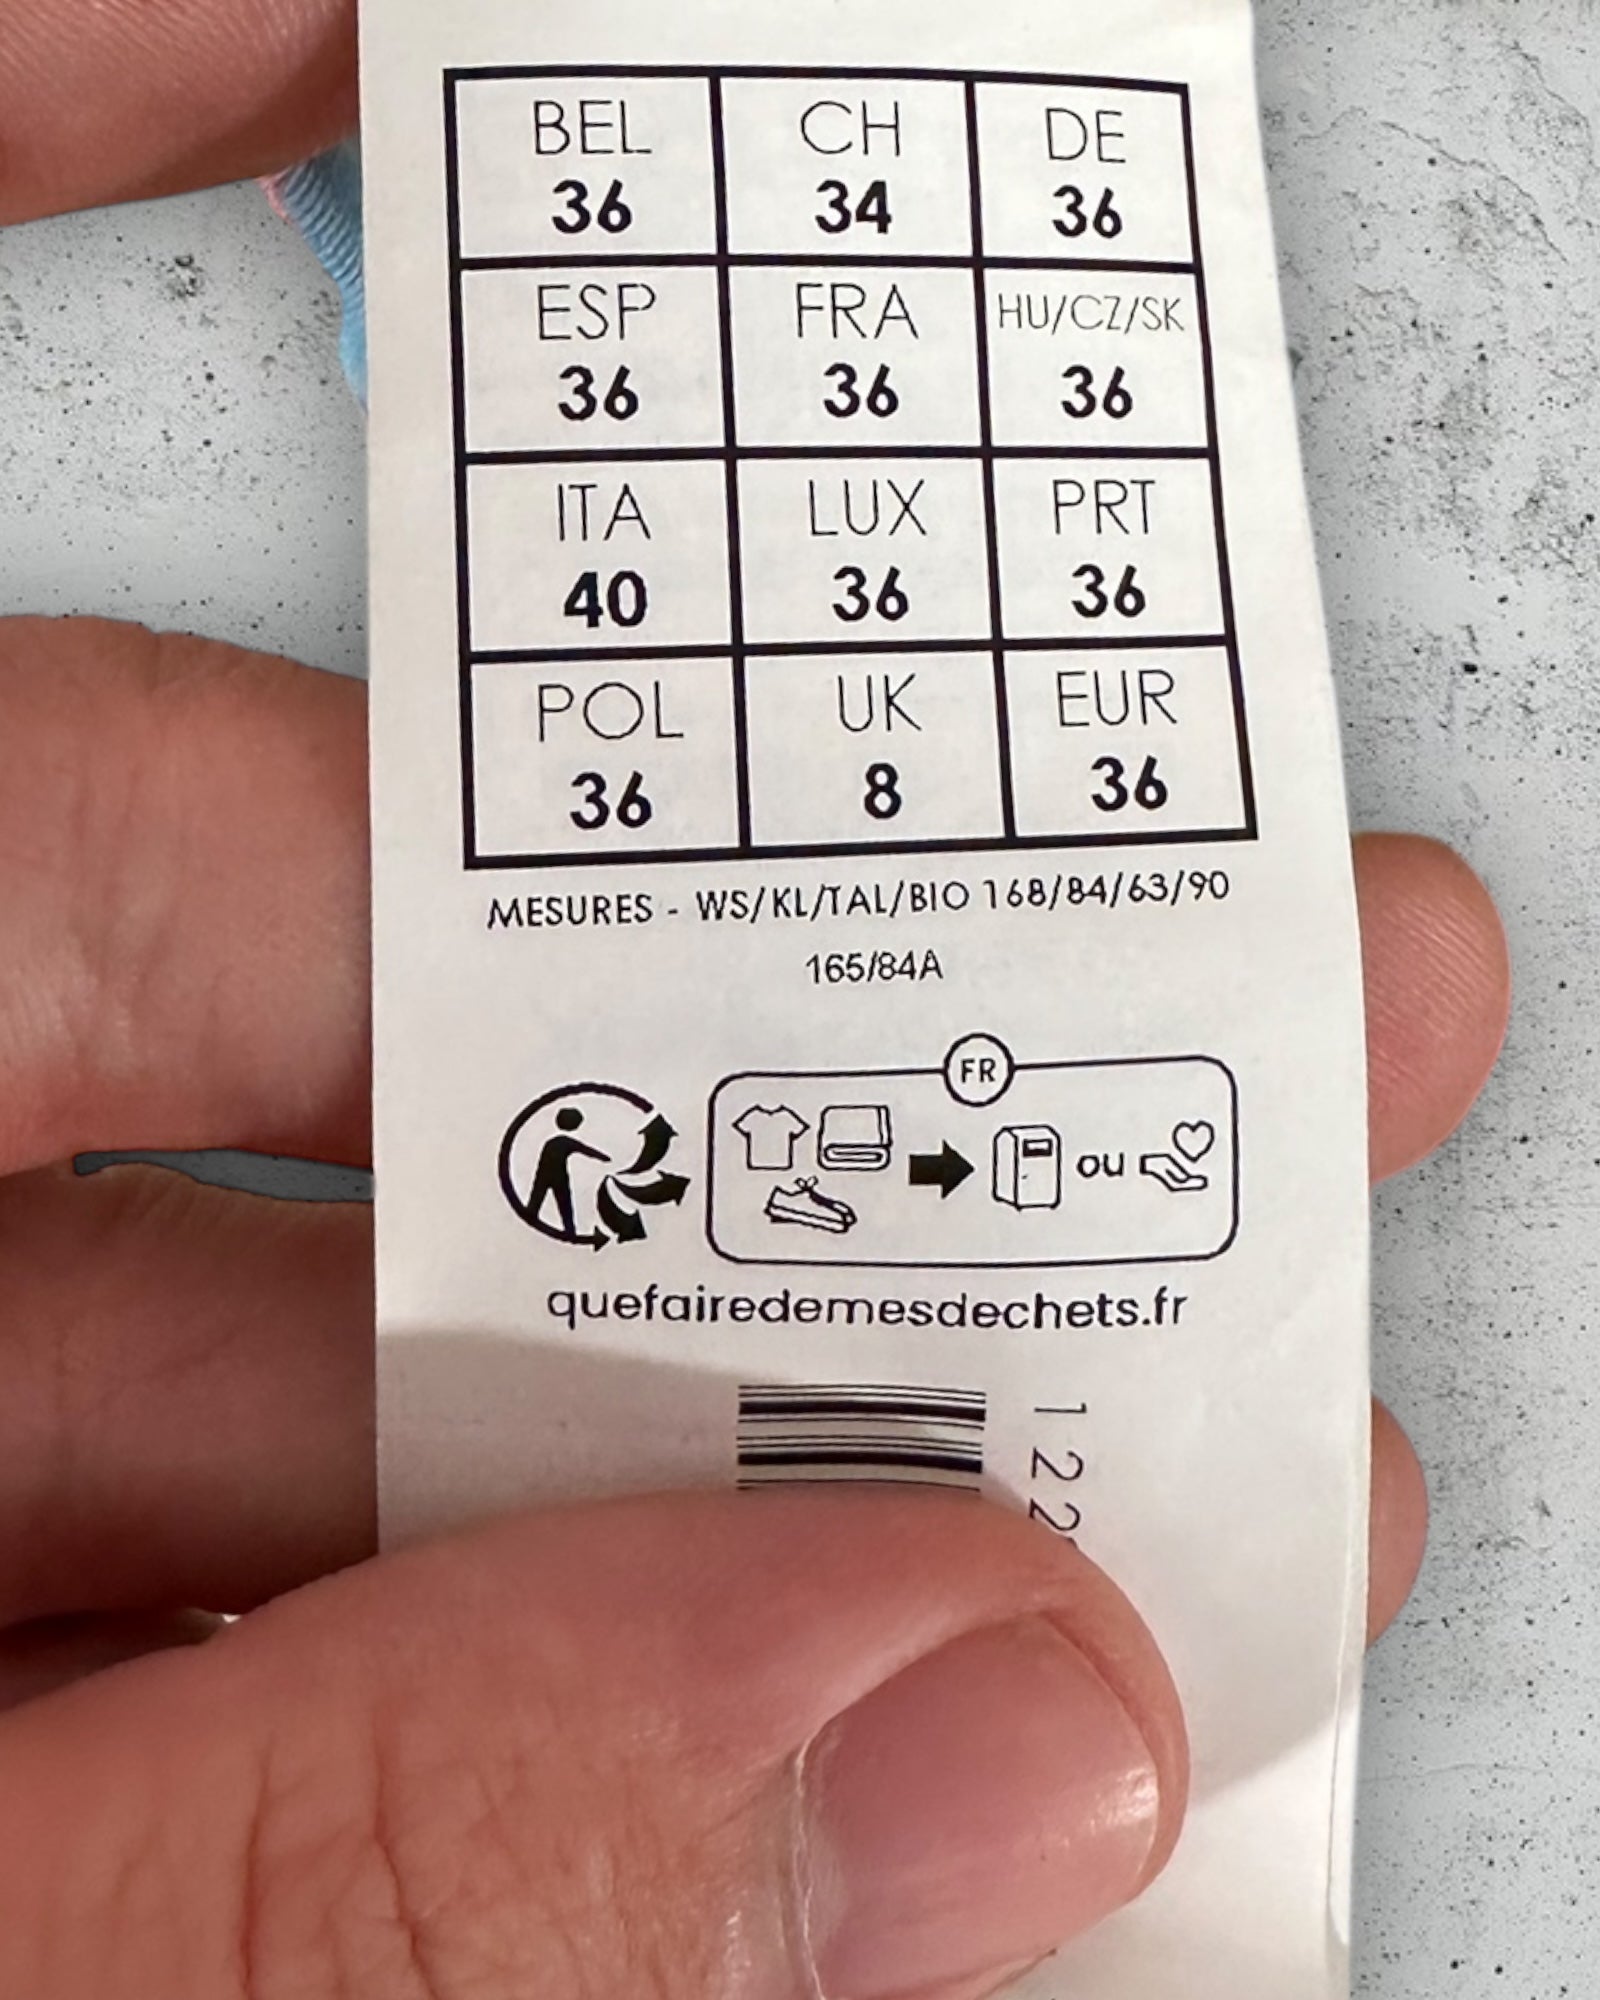 BEL CH DE
36 34 36
ESP FRA HU/CZ/SK
36 36 36
ITA LUX PRT
40 36 36
POL UK EUR
36 8 36
MESURES - WS/KL/TAL/BIO 168/84/63/90
165/84A
FR
ou
quefairedemesdechets.fr
122